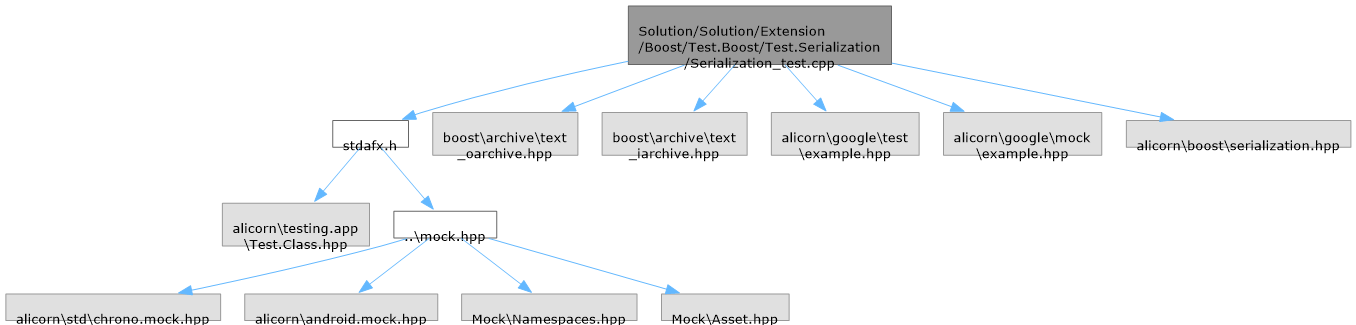 Solution/Solution/Extension
/Boost/Test.Boost/Test.Serialization
/Serialization_test.cpp
stdafx.h
boost\archive\text
_oarchive.hpp
boost\archive\text
_iarchive.hpp
alicorn\google\test
\example.hpp
alicorn\google\mock
\example.hpp
alicorn\boost\serialization.hpp
alicorn\testing.app
\Test.Class.hpp
..\mock.hpp
alicorn\std\chrono.mock.hpp
alicorn\android.mock.hpp
Mock\Namespaces.hpp
Mock\Asset.hpp